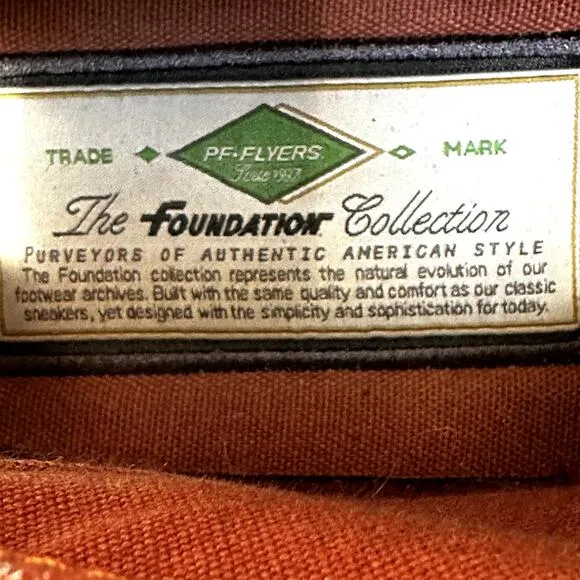 TRADE PF-FLYERS MARK
Since 1937
The FOUNDATION Collection
PURVEYORS OF AUTHENTIC AMERICAN STYLE
The Foundation collection represents the natural evolution of our
footwear archives. Built with the same quality and comfort as our classic
sneakers, yet designed with the simplicity and sophistication for today.